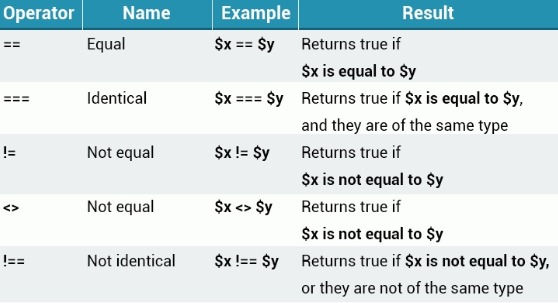 Operator Name Example Result
== Equal $x == $y Returns true if
$x is equal to $y
=== Identical $x === $y Returns true if $x is equal to $y,
and they are of the same type
!= Not equal $x != $y Returns true if
$x is not equal to $y
<> Not equal $x <> $y Returns true if
$x is not equal to $y
!== Not identical $x !== $y Returns true if $x is not equal to $y,
or they are not of the same type